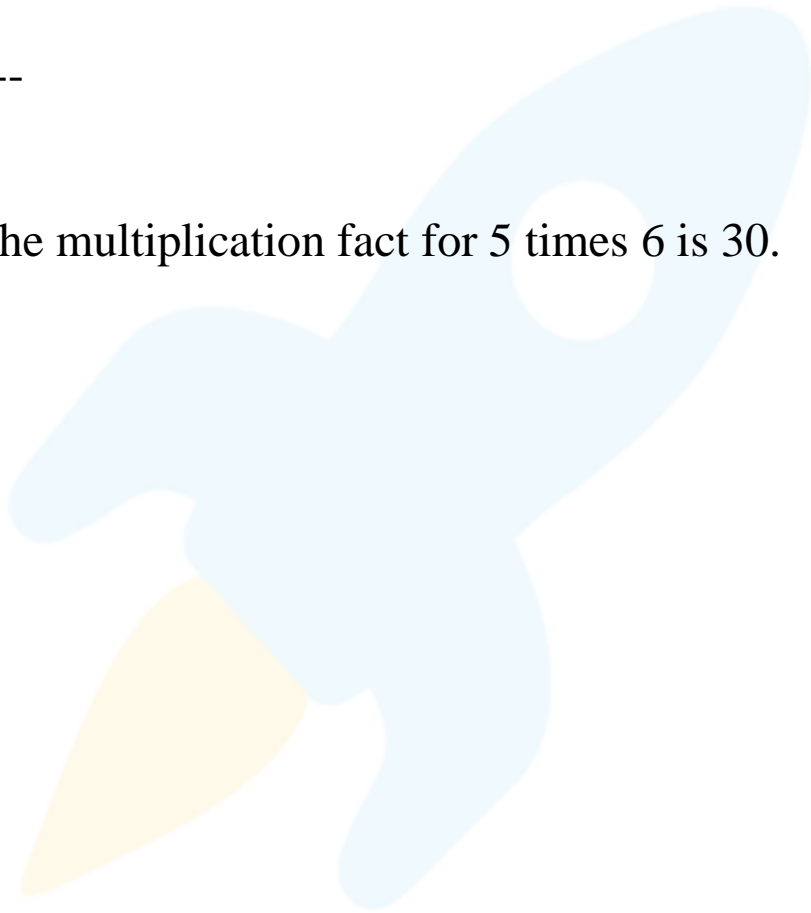 --
he multiplication fact for 5 times 6 is 30.